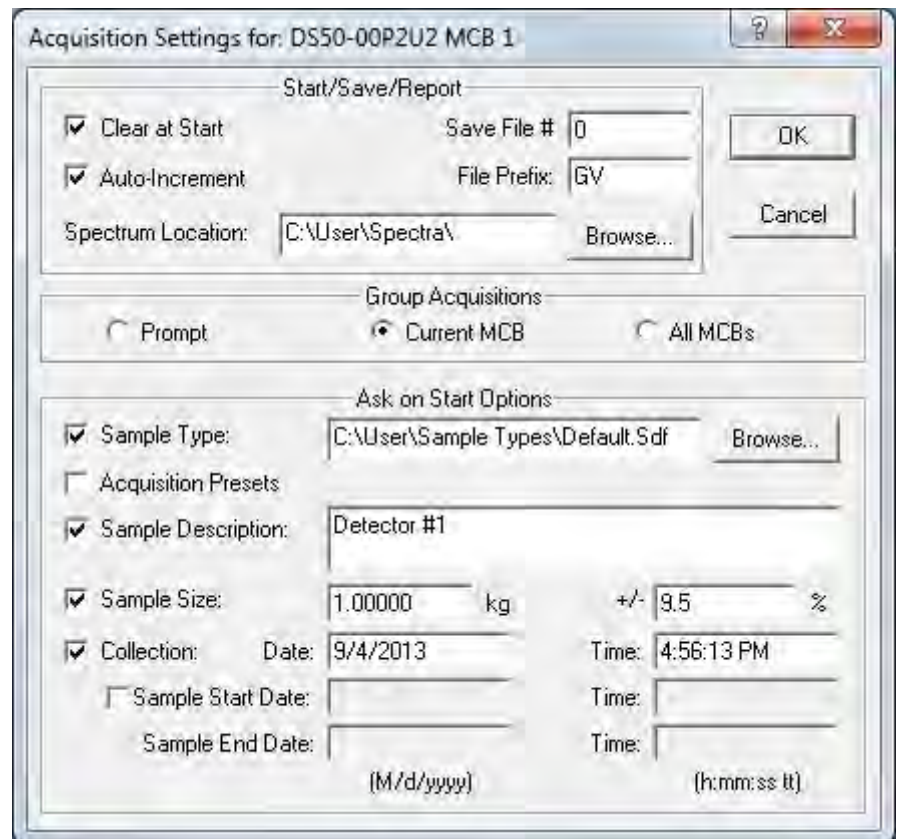 Acquisition Settings for: DS50-00P2U2 MCB 1
Start/Save/Report
Clear at Start Save File # 0
OK
Auto-Increment File Prefix: GV
Cancel
Spectrum Location: C:\User\Spectra\ Browse...
Group Acquisitions
Prompt Current MCB All MCBs
Ask on Start Options
Sample Type: C:\User\Sample Types\Default.Sdf Browse...
Acquisition Presets
Sample Description: Detector #1
Sample Size: 1.00000 kg +/- 9.5 %
Collection: Date: 9/4/2013 Time: 4:56:13 PM
Sample Start Date: Time:
Sample End Date: Time:
(M/d/yyyy) (h:mm:ss tt)